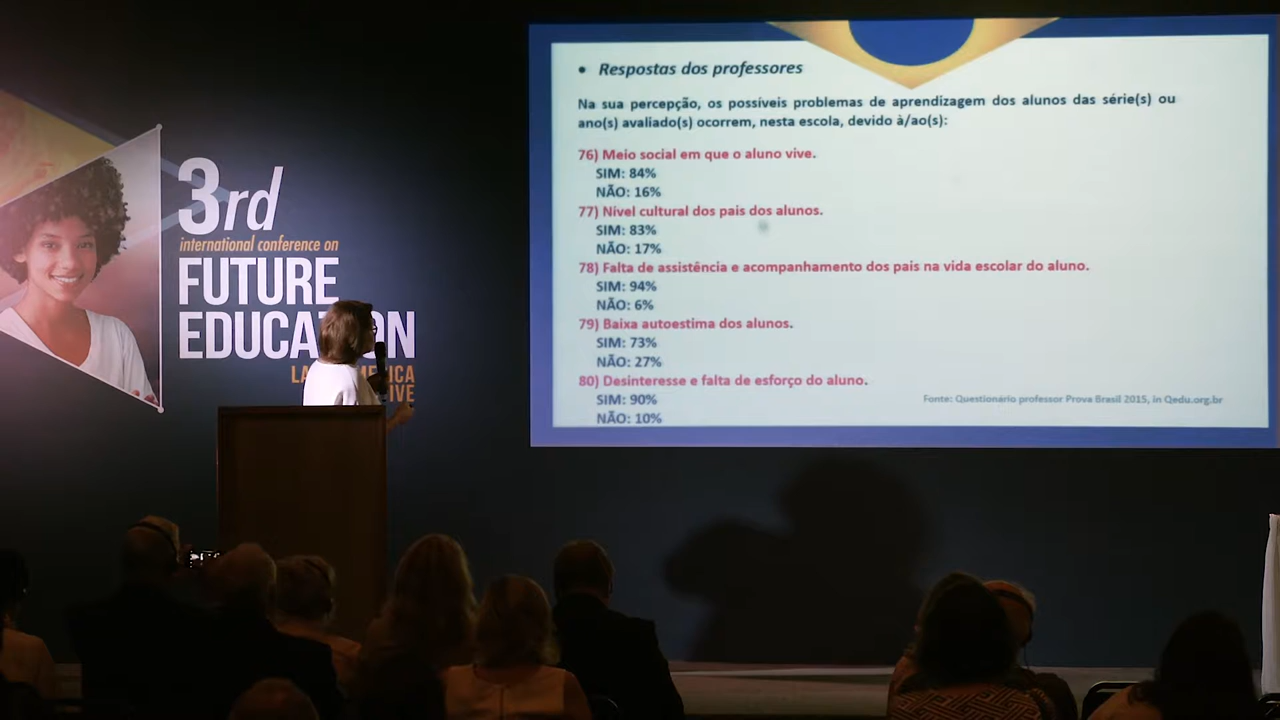 3rd
international conference on
FUTURE
EDUCATION
LA
ICA
IVE
• Respostas dos professores
Na sua percepção, os possíveis problemas de aprendizagem dos alunos das série(s) ou
ano(s) avaliado(s) ocorrem, nesta escola, devido à/ao(s):
76) Meio social em que o aluno vive.
SIM: 84%
NÃO: 16%
77) Nível cultural dos pais dos alunos.
SIM: 83%
NÃO: 17%
78) Falta de assistência e acompanhamento dos pais na vida escolar do aluno.
SIM: 94%
NÃO: 6%
79) Baixa autoestima dos alunos.
SIM: 73%
NÃO: 27%
80) Desinteresse e falta de esforço do aluno.
SIM: 90%
NÃO: 10%
Fonte: Questionário professor Prova Brasil 2015, in Qedu.org.br